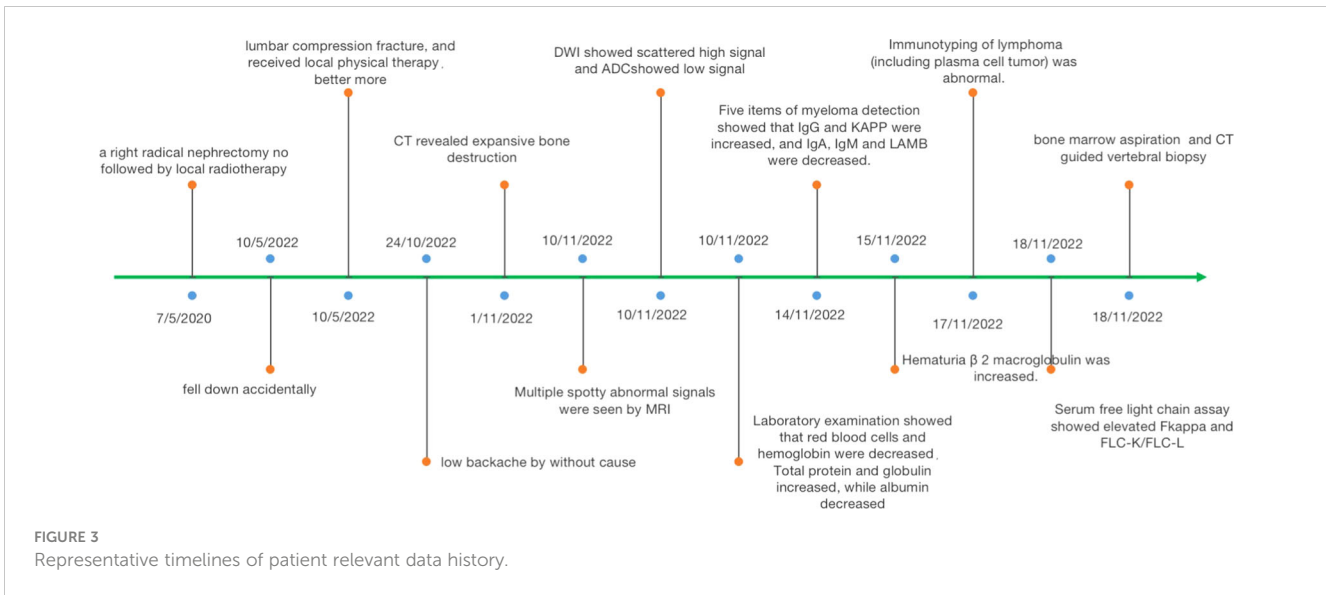 lumbar compression fracture, and
received local physical therapy.
better more
DWI showed scattered high signal
and ADCshowed low signal
Immunotyping of lymphoma
(including plasma cell tumor) was
abnormal.
a right radical nephrectomy no
followed by local radiotherapy
CT revealed expansive bone
destruction
Five items of myeloma detection
showed that IgG and KAPP were
increased, and IgA, IgM and LAMB
were decreased.
bone marrow aspiration and CT
guided vertebral biopsy
10/5/2022
24/10/2022
10/11/2022
10/11/2022
15/11/2022
18/11/2022
7/5/2020
10/5/2022
1/11/2022
10/11/2022
14/11/2022
17/11/2022
18/11/2022
fell down accidentally
low backache by without cause
Multiple spotty abnormal signals
were seen by MRI
Laboratory examination showed
that red blood cells and
hemoglobin were decreased.
Total protein and globulin
increased, while albumin
decreased
Hematuria β 2 macroglobulin was
increased.
Serum free light chain assay
showed elevated Fkappa and
FLC-K/FLC-L
FIGURE 3
Representative timelines of patient relevant data history.